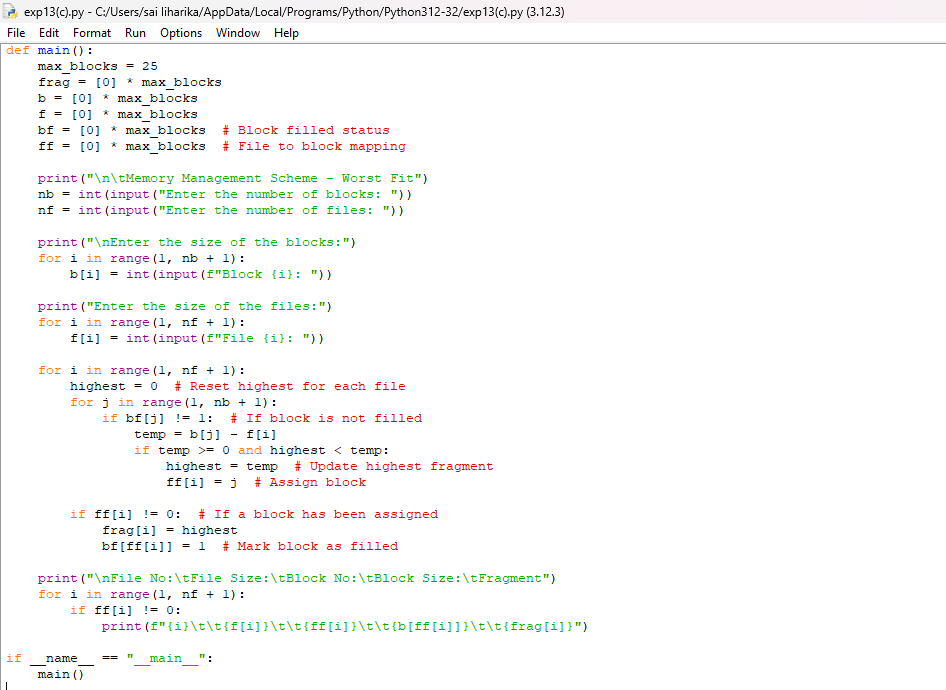 exp13(c).py - C:/Users/sai liharika/AppData/Local/Programs/Python/Python312-32/exp13(c).py (3.12.3)
File Edit Format Run Options Window Help
def main():
    max_blocks = 25
    frag = [0] * max_blocks
    b = [0] * max_blocks
    f = [0] * max_blocks
    bf = [0] * max_blocks  # Block filled status
    ff = [0] * max_blocks  # File to block mapping

    print("\n\tMemory Management Scheme - Worst Fit")
    nb = int(input("Enter the number of blocks: "))
    nf = int(input("Enter the number of files: "))

    print("\nEnter the size of the blocks:")
    for i in range(1, nb + 1):
        b[i] = int(input(f"Block {i}: "))

    print("Enter the size of the files:")
    for i in range(1, nf + 1):
        f[i] = int(input(f"File {i}: "))

    for i in range(1, nf + 1):
        highest = 0  # Reset highest for each file
        for j in range(1, nb + 1):
            if bf[j] != 1:  # If block is not filled
                temp = b[j] - f[i]
                if temp >= 0 and highest < temp:
                    highest = temp  # Update highest fragment
                    ff[i] = j  # Assign block

        if ff[i] != 0:  # If a block has been assigned
            frag[i] = highest
            bf[ff[i]] = 1  # Mark block as filled

    print("\nFile No:\tFile Size:\tBlock No:\tBlock Size:\tFragment")
    for i in range(1, nf + 1):
        if ff[i] != 0:
            print(f"{i}\t\t{f[i]}\t\t{ff[i]}\t\t{b[ff[i]]}\t\t{frag[i]}")

if __name__ == "__main__":
    main()